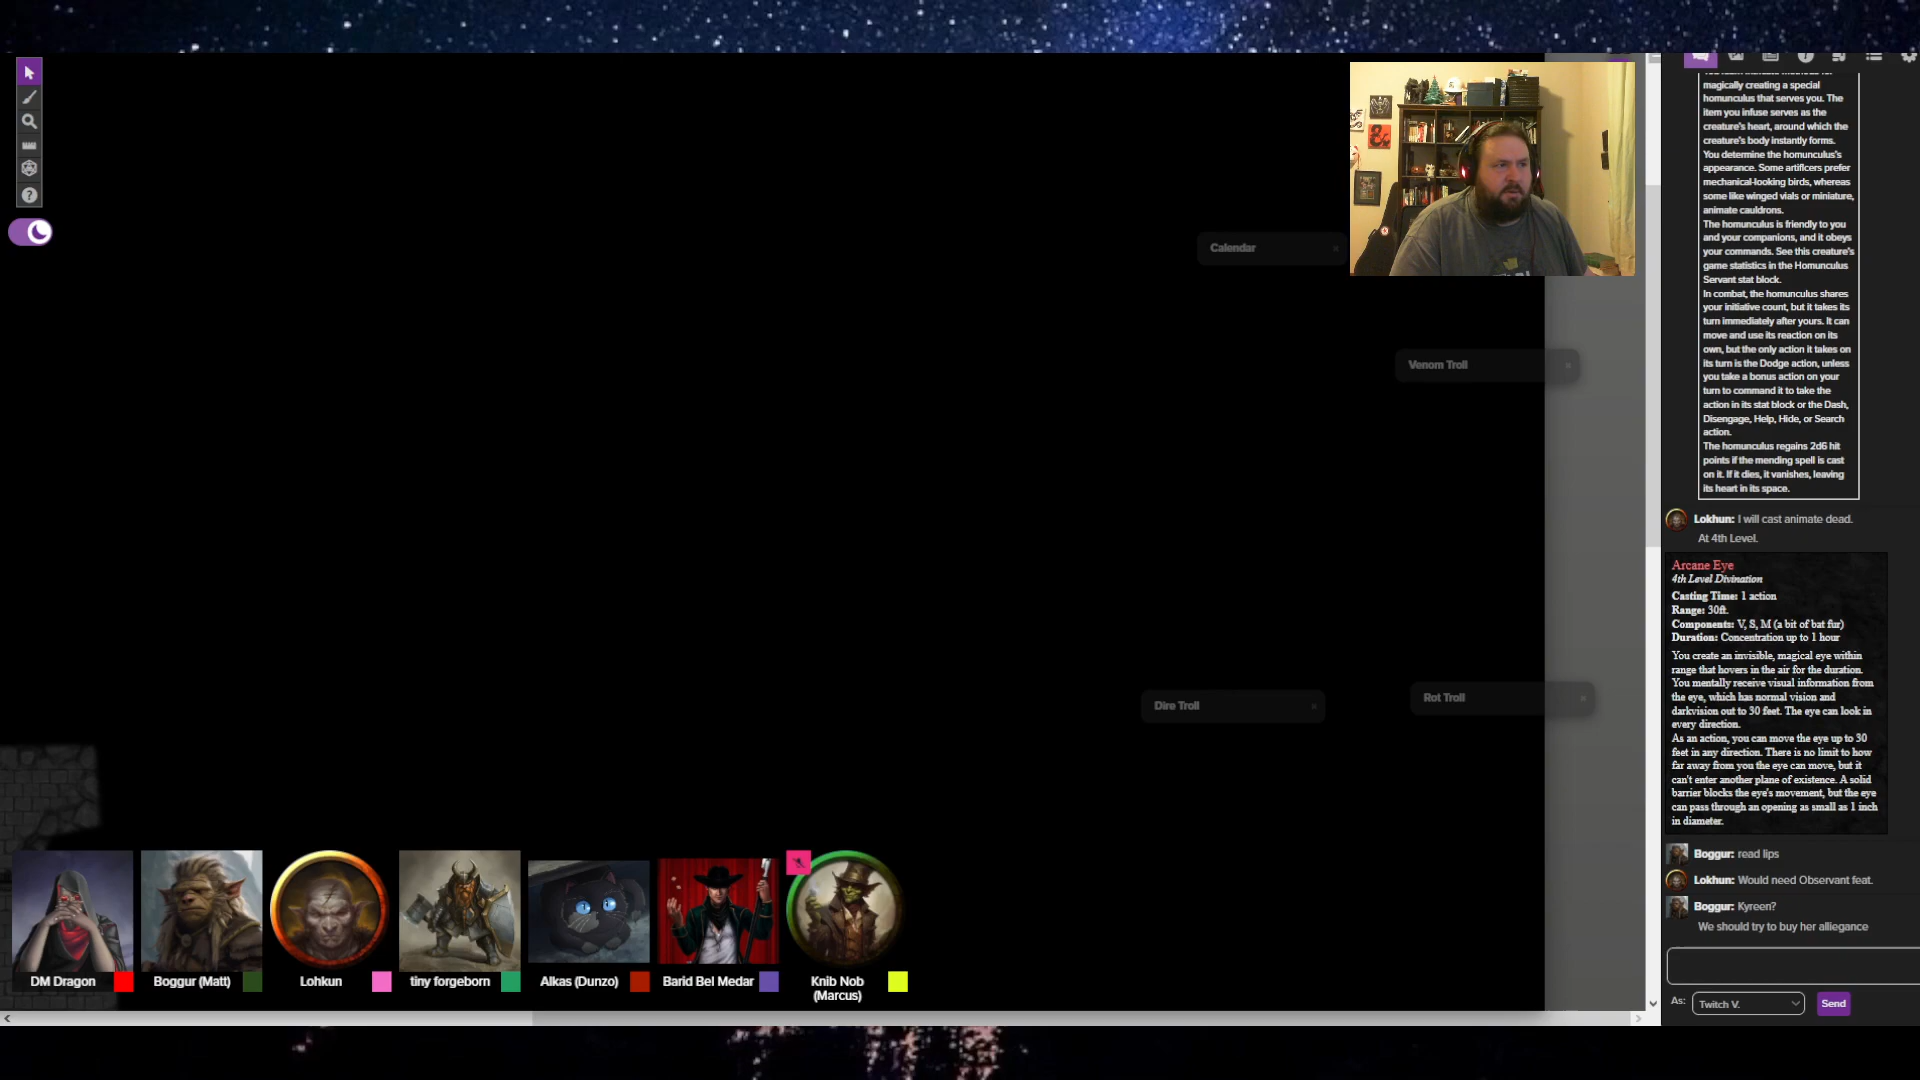 Calendar
Venom Troll
Dire Troll
Rot Troll
DM Dragon
Boggur (Matt)
Lohkun
tiny forgeborn
Alkas (Dunzo)
Barid Bel Medar
Knib Nob
(Marcus)
magically creating a special
homunculus that serves you. The
item you infuse serves as the
creature's heart, around which the
creature's body instantly forms.
You determine the homunculus's
appearance. Some artificers prefer
mechanical-looking birds, whereas
some like winged vials or miniature,
animate cauldrons.
The homunculus is friendly to you
and your companions, and it obeys
your commands. See this creature's
game statistics in the Homunculus
Servant stat block.
In combat, the homunculus shares
your initiative count, but it takes its
turn immediately after yours. It can
move and use its reaction on its
own, but the only action it takes on
its turn is the Dodge action, unless
you take a bonus action on your
turn to command it to take the
action in its stat block or the Dash,
Disengage, Help, Hide, or Search
action.
The homunculus regains 2d6 hit
points if the mending spell is cast
on it. If it dies, it vanishes, leaving
its heart in its space.
Lokhun: I will cast animate dead.
At 4th Level.
Arcane Eye
4th Level Divination
Casting Time: 1 action
Range: 30ft.
Components: V, S, M (a bit of bat fur)
Duration: Concentration up to 1 hour
You create an invisible, magical eye within
range that hovers in the air for the duration.
You mentally receive visual information from
the eye, which has normal vision and
darkvision out to 30 feet. The eye can look in
every direction.
As an action, you can move the eye up to 30
feet in any direction. There is no limit to how
far away from you the eye can move, but it
can't enter another plane of existence. A solid
barrier blocks the eye's movement, but the eye
can pass through an opening as small as 1 inch
in diameter.
Boggur: read lips
Lokhun: Would need Observant feat.
Boggur: Kyreen?
We should try to buy her alliegance
As:
Twitch V.
Send